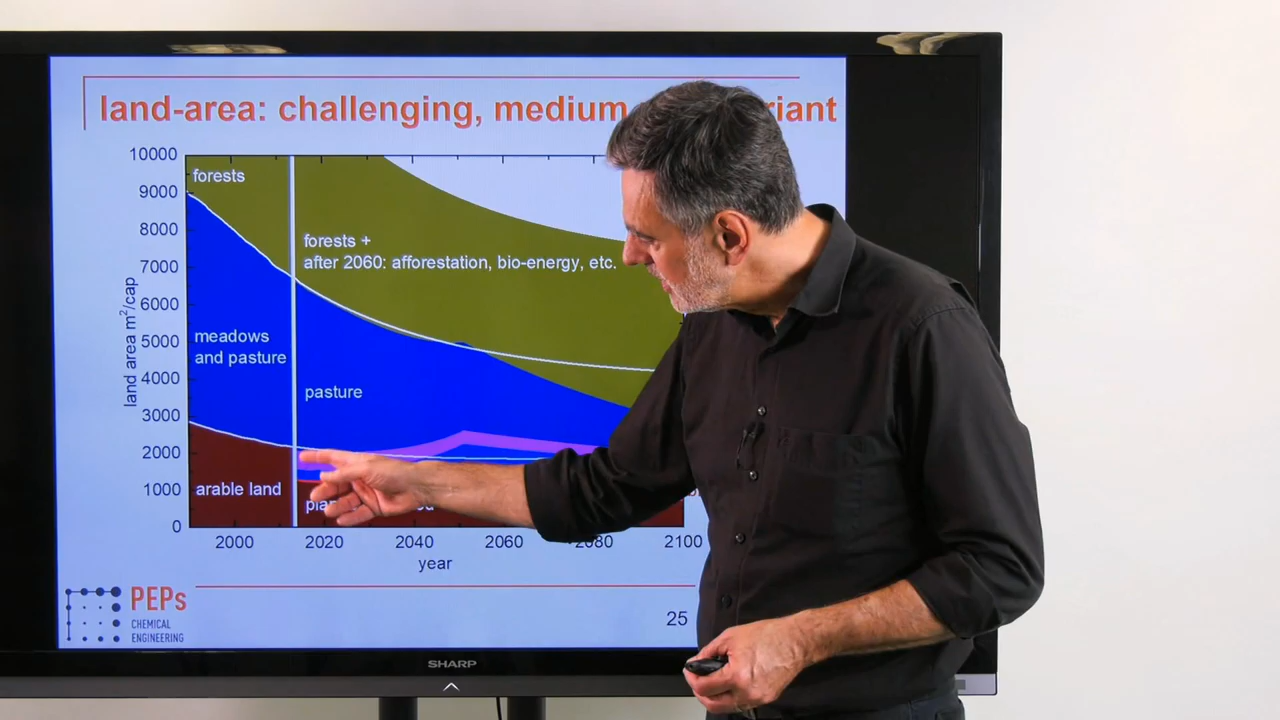 land-area: challenging, medium
10000
9000
8000
7000
6000
5000
4000
3000
2000
1000
0
land area m²/cap
forests
forests +
after 2060: afforestation, bio-energy, etc.
meadows
and pasture
pasture
arable land
2000
2020
2040
2060
2080
2100
year
PEPs
CHEMICAL
ENGINEERING
25
SHARP